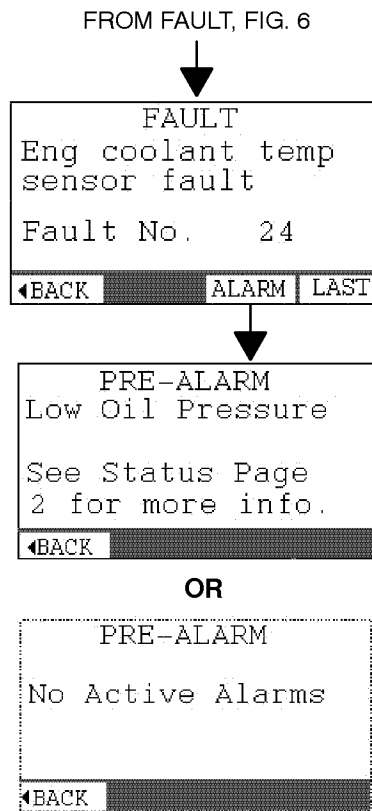 FROM FAULT, FIG. 6
FAULT
Eng coolant temp
sensor fault
Fault No. 24
◂BACK ALARM LAST
PRE-ALARM
Low Oil Pressure
See Status Page
2 for more info.
◂BACK
OR
PRE-ALARM
No Active Alarms
◂BACK